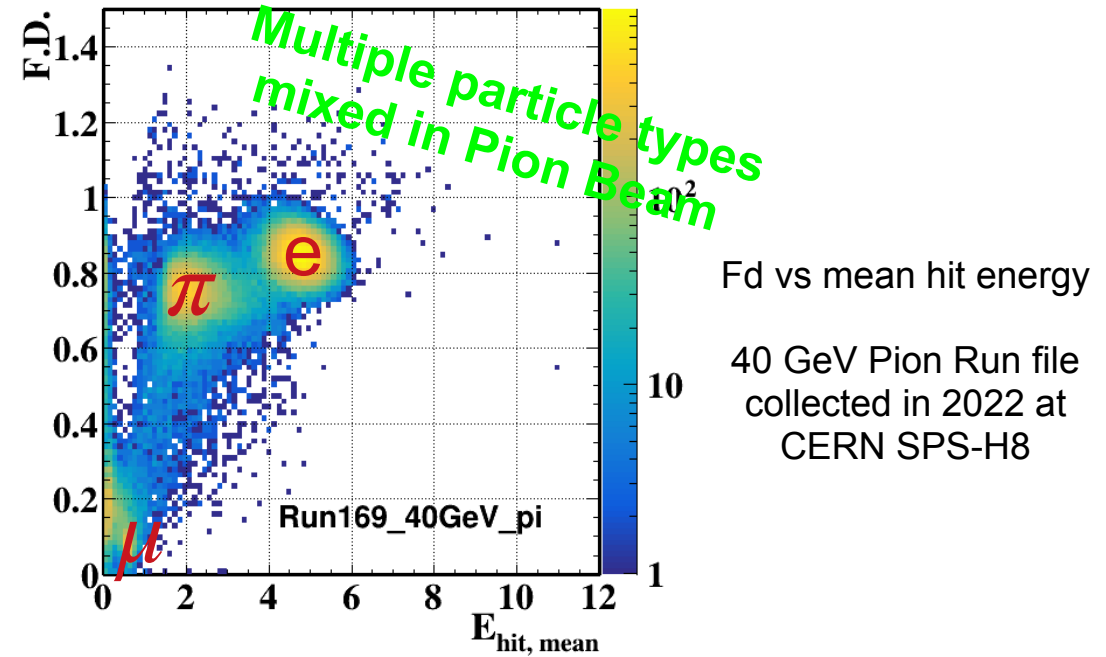 Multiple particle types
mixed in Pion Beam
F.D.
1.4
1.2
1
0.8
0.6
0.4
0.2
0
π
e
μ
Run169_40GeV_pi
0 2 4 6 8 10 12
E_hit, mean
10²
10
1
Fd vs mean hit energy
40 GeV Pion Run file
collected in 2022 at
CERN SPS-H8